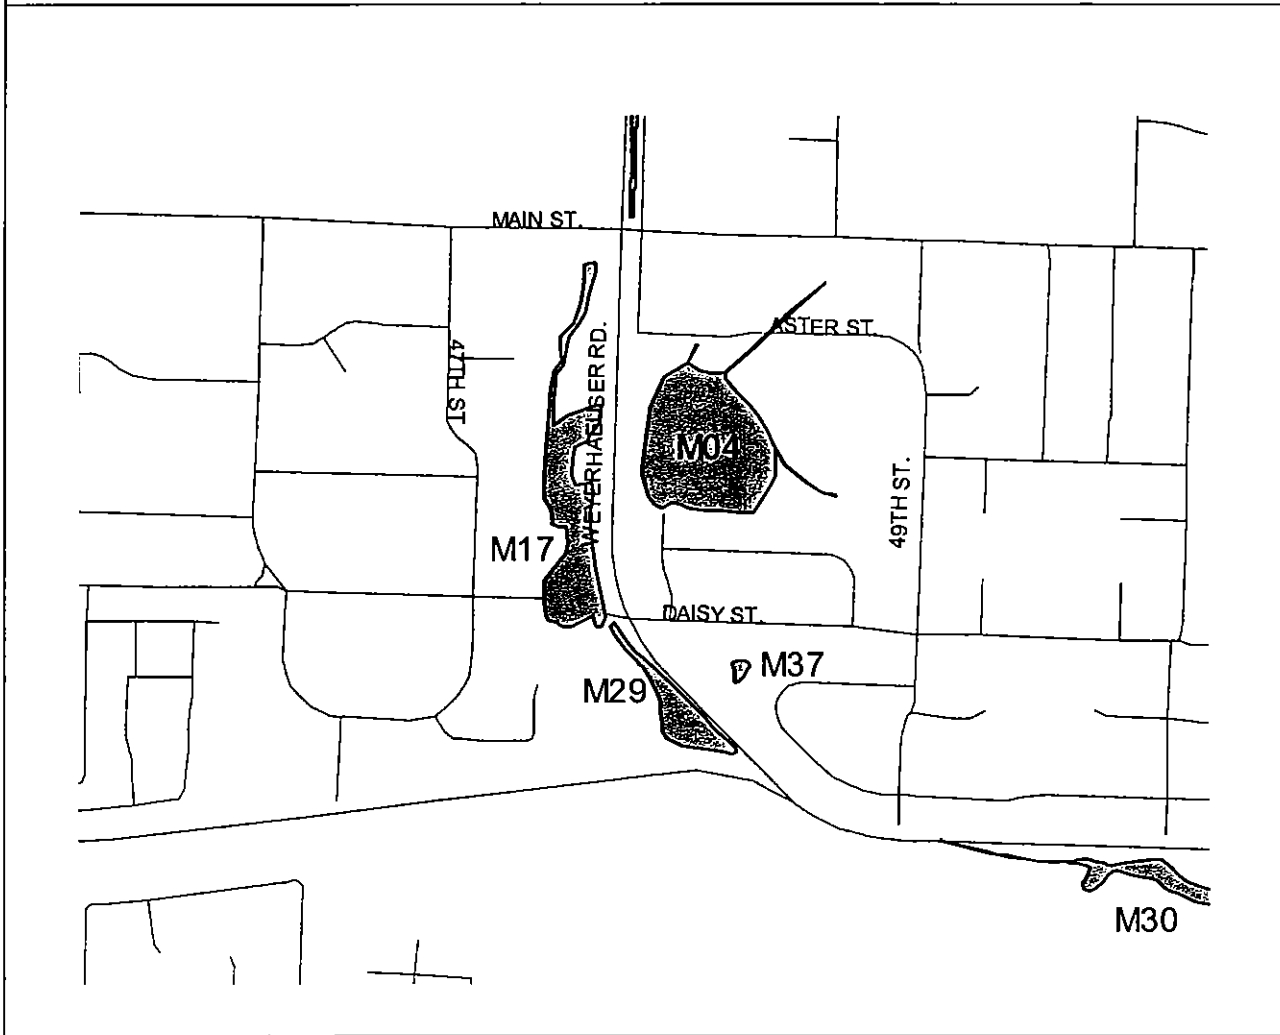 MAIN ST.
ASTER ST.
47TH ST
WEYERHAEUSER RD.
M04
49TH ST.
M17
DAISY ST.
M37
M29
M30